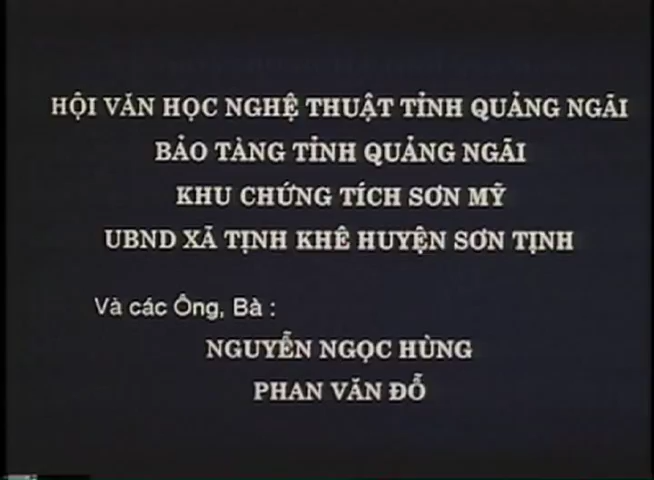 HỘI VĂN HỌC NGHỆ THUẬT TỈNH QUẢNG NGÃI
BẢO TÀNG TỈNH QUẢNG NGÃI
KHU CHỨNG TÍCH SƠN MỸ
UBND XÃ TỊNH KHÊ HUYỆN SƠN TỊNH
Và các Ông, Bà :
NGUYỄN NGỌC HÙNG
PHAN VĂN ĐỖ